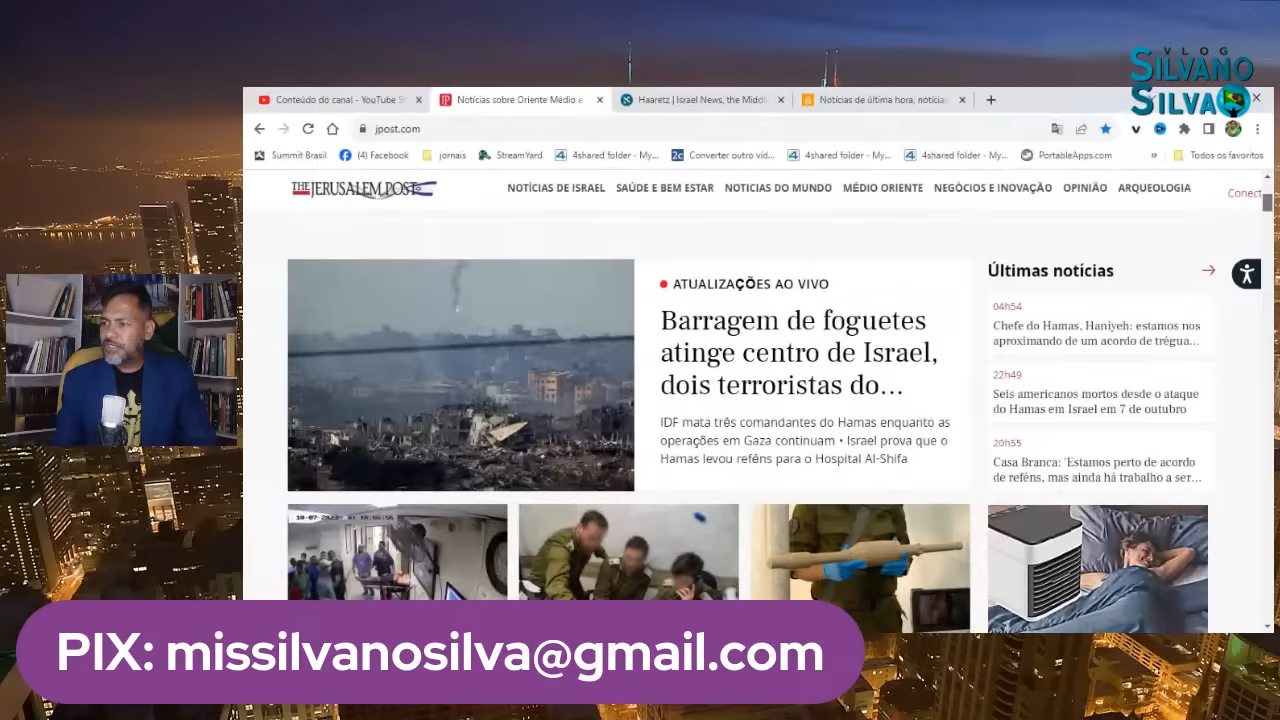 VLOG
SILVANO
SILVA
Conteúdo do canal - YouTube S
Notícias sobre Oriente Médio e
Haaretz | Israel News, the Middl
Notícias de última hora, notícia
jpost.com
Summit Brasil
(4) Facebook
jornais
StreamYard
4shared folder - My...
Converter outro víd...
4shared folder - My...
4shared folder - My...
PortableApps.com
»
Todos os favoritos
THE JERUSALEM POST
NOTÍCIAS DE ISRAEL
SAÚDE E BEM ESTAR
NOTICIAS DO MUNDO
MÉDIO ORIENTE
NEGÓCIOS E INOVAÇÃO
OPINIÃO
ARQUEOLOGIA
Conect
ATUALIZAÇÕES AO VIVO
Barragem de foguetes
atinge centro de Israel,
dois terroristas do...
IDF mata três comandantes do Hamas enquanto as
operações em Gaza continuam • Israel prova que o
Hamas levou reféns para o Hospital Al-Shifa
Últimas notícias
04h54
Chefe do Hamas, Haniyeh: estamos nos
aproximando de um acordo de trégua...
22h49
Seis americanos mortos desde o ataque
do Hamas em Israel em 7 de outubro
20h55
Casa Branca: 'Estamos perto de acordo
de reféns, mas ainda há trabalho a ser...
PIX: missilvanosilva@gmail.com